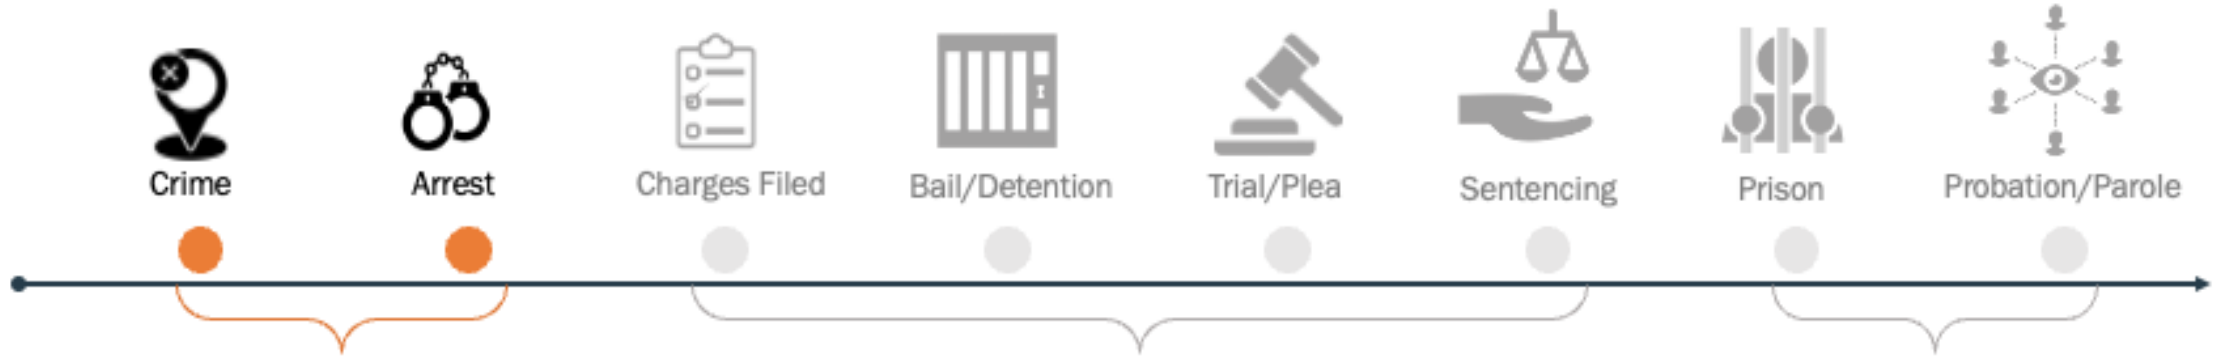 Crime
Arrest
Charges Filed
Bail/Detention
Trial/Plea
Sentencing
Prison
Probation/Parole